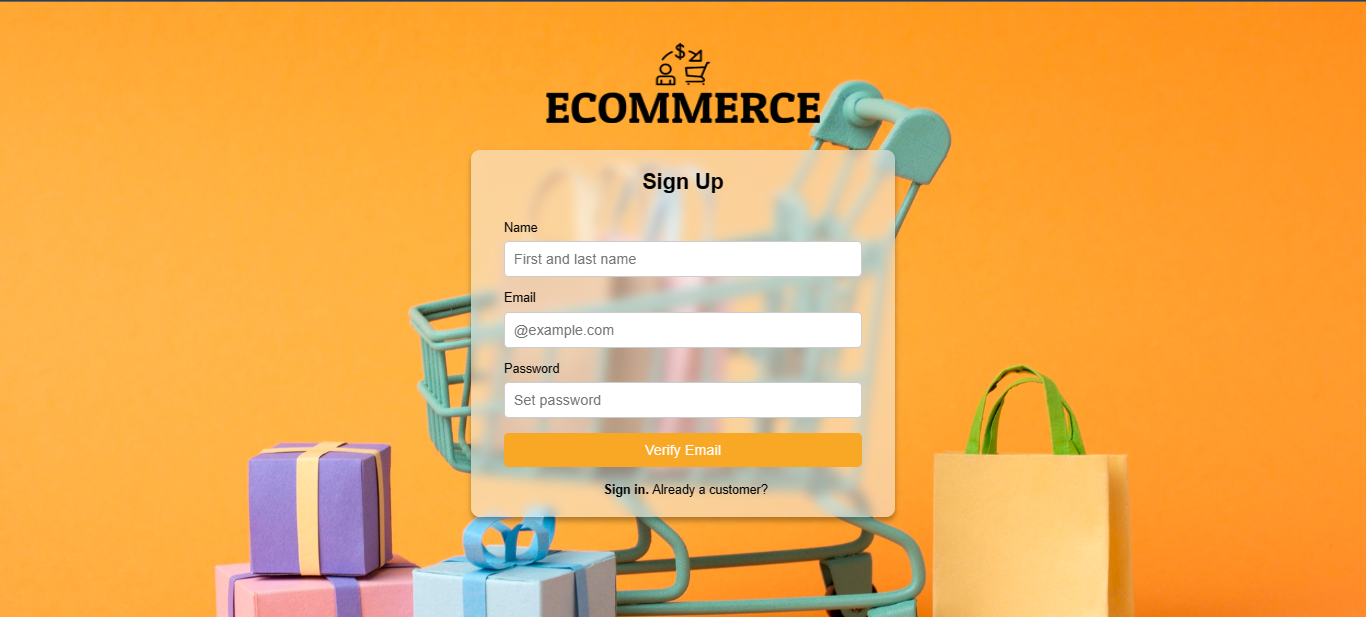 $
ECOMMERCE
Sign Up
Name
First and last name
Email
@example.com
Password
Set password
Verify Email
Sign in. Already a customer?